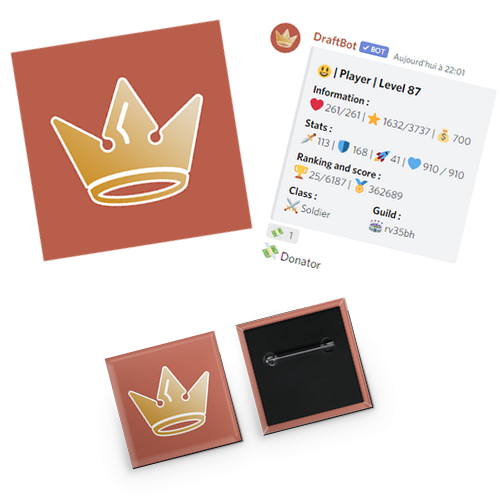 DraftBot BOT Aujourd'hui à 22:01
| Player | Level 87
Information :
261/261 | 1632/3737 | 700
Stats :
113 | 168 | 41 | 910 / 910
Ranking and score :
25/6187 | 362689
Class :
Soldier
Guild :
rv35bh
1
Donator